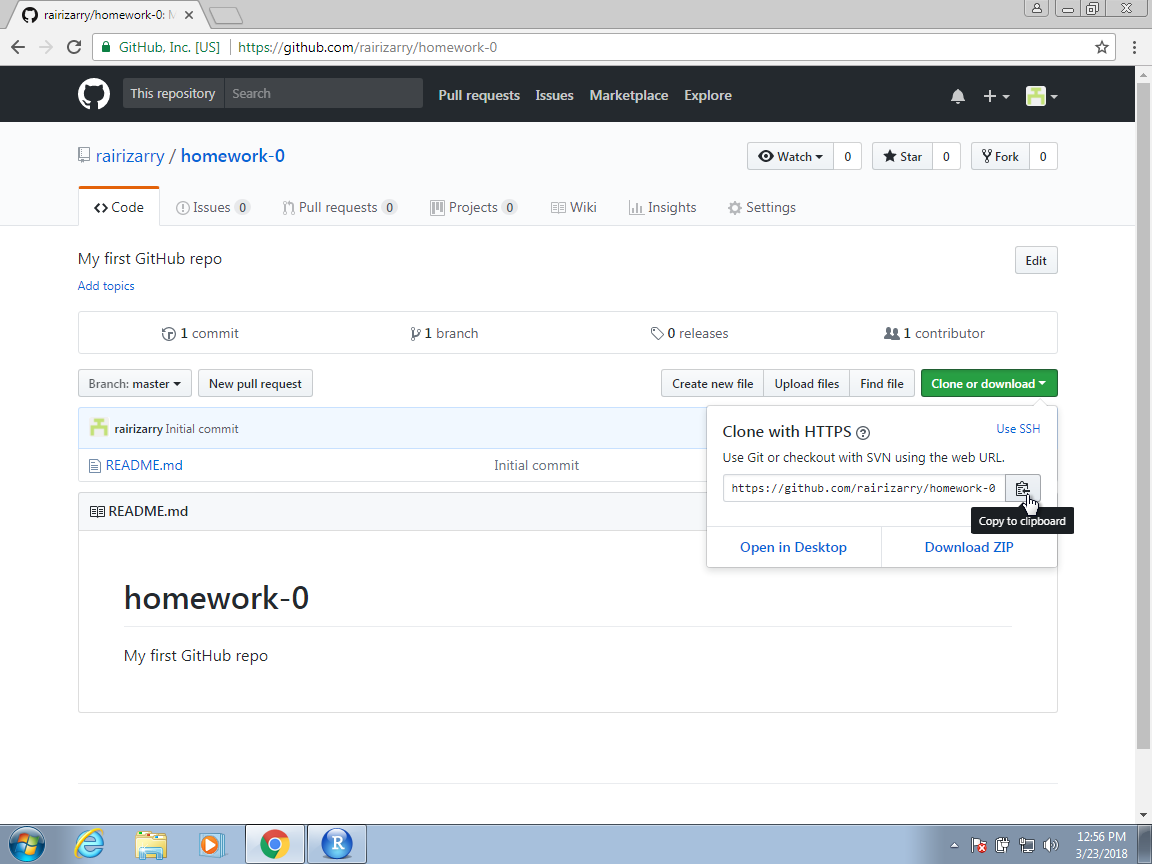 rairizarry/homework-0: M
GitHub, Inc. [US] https://github.com/rairizarry/homework-0
This repository Search Pull requests Issues Marketplace Explore
rairizarry / homework-0 Watch 0 Star 0 Fork 0
Code Issues 0 Pull requests 0 Projects 0 Wiki Insights Settings
My first GitHub repo Edit
Add topics
1 commit 1 branch 0 releases 1 contributor
Branch: master New pull request Create new file Upload files Find file Clone or download
rairizarry Initial commit
README.md Initial commit
Clone with HTTPS Use SSH
Use Git or checkout with SVN using the web URL.
https://github.com/rairizarry/homework-0
Copy to clipboard
Open in Desktop Download ZIP
README.md
homework-0
My first GitHub repo
R
12:56 PM
3/23/2018